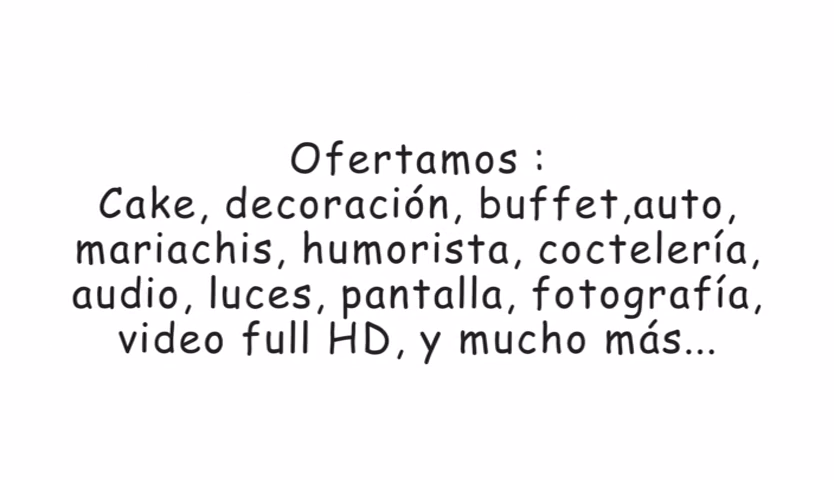 Ofertamos :
Cake, decoración, buffet,auto,
mariachis, humorista, coctelería,
audio, luces, pantalla, fotografía,
video full HD, y mucho más...